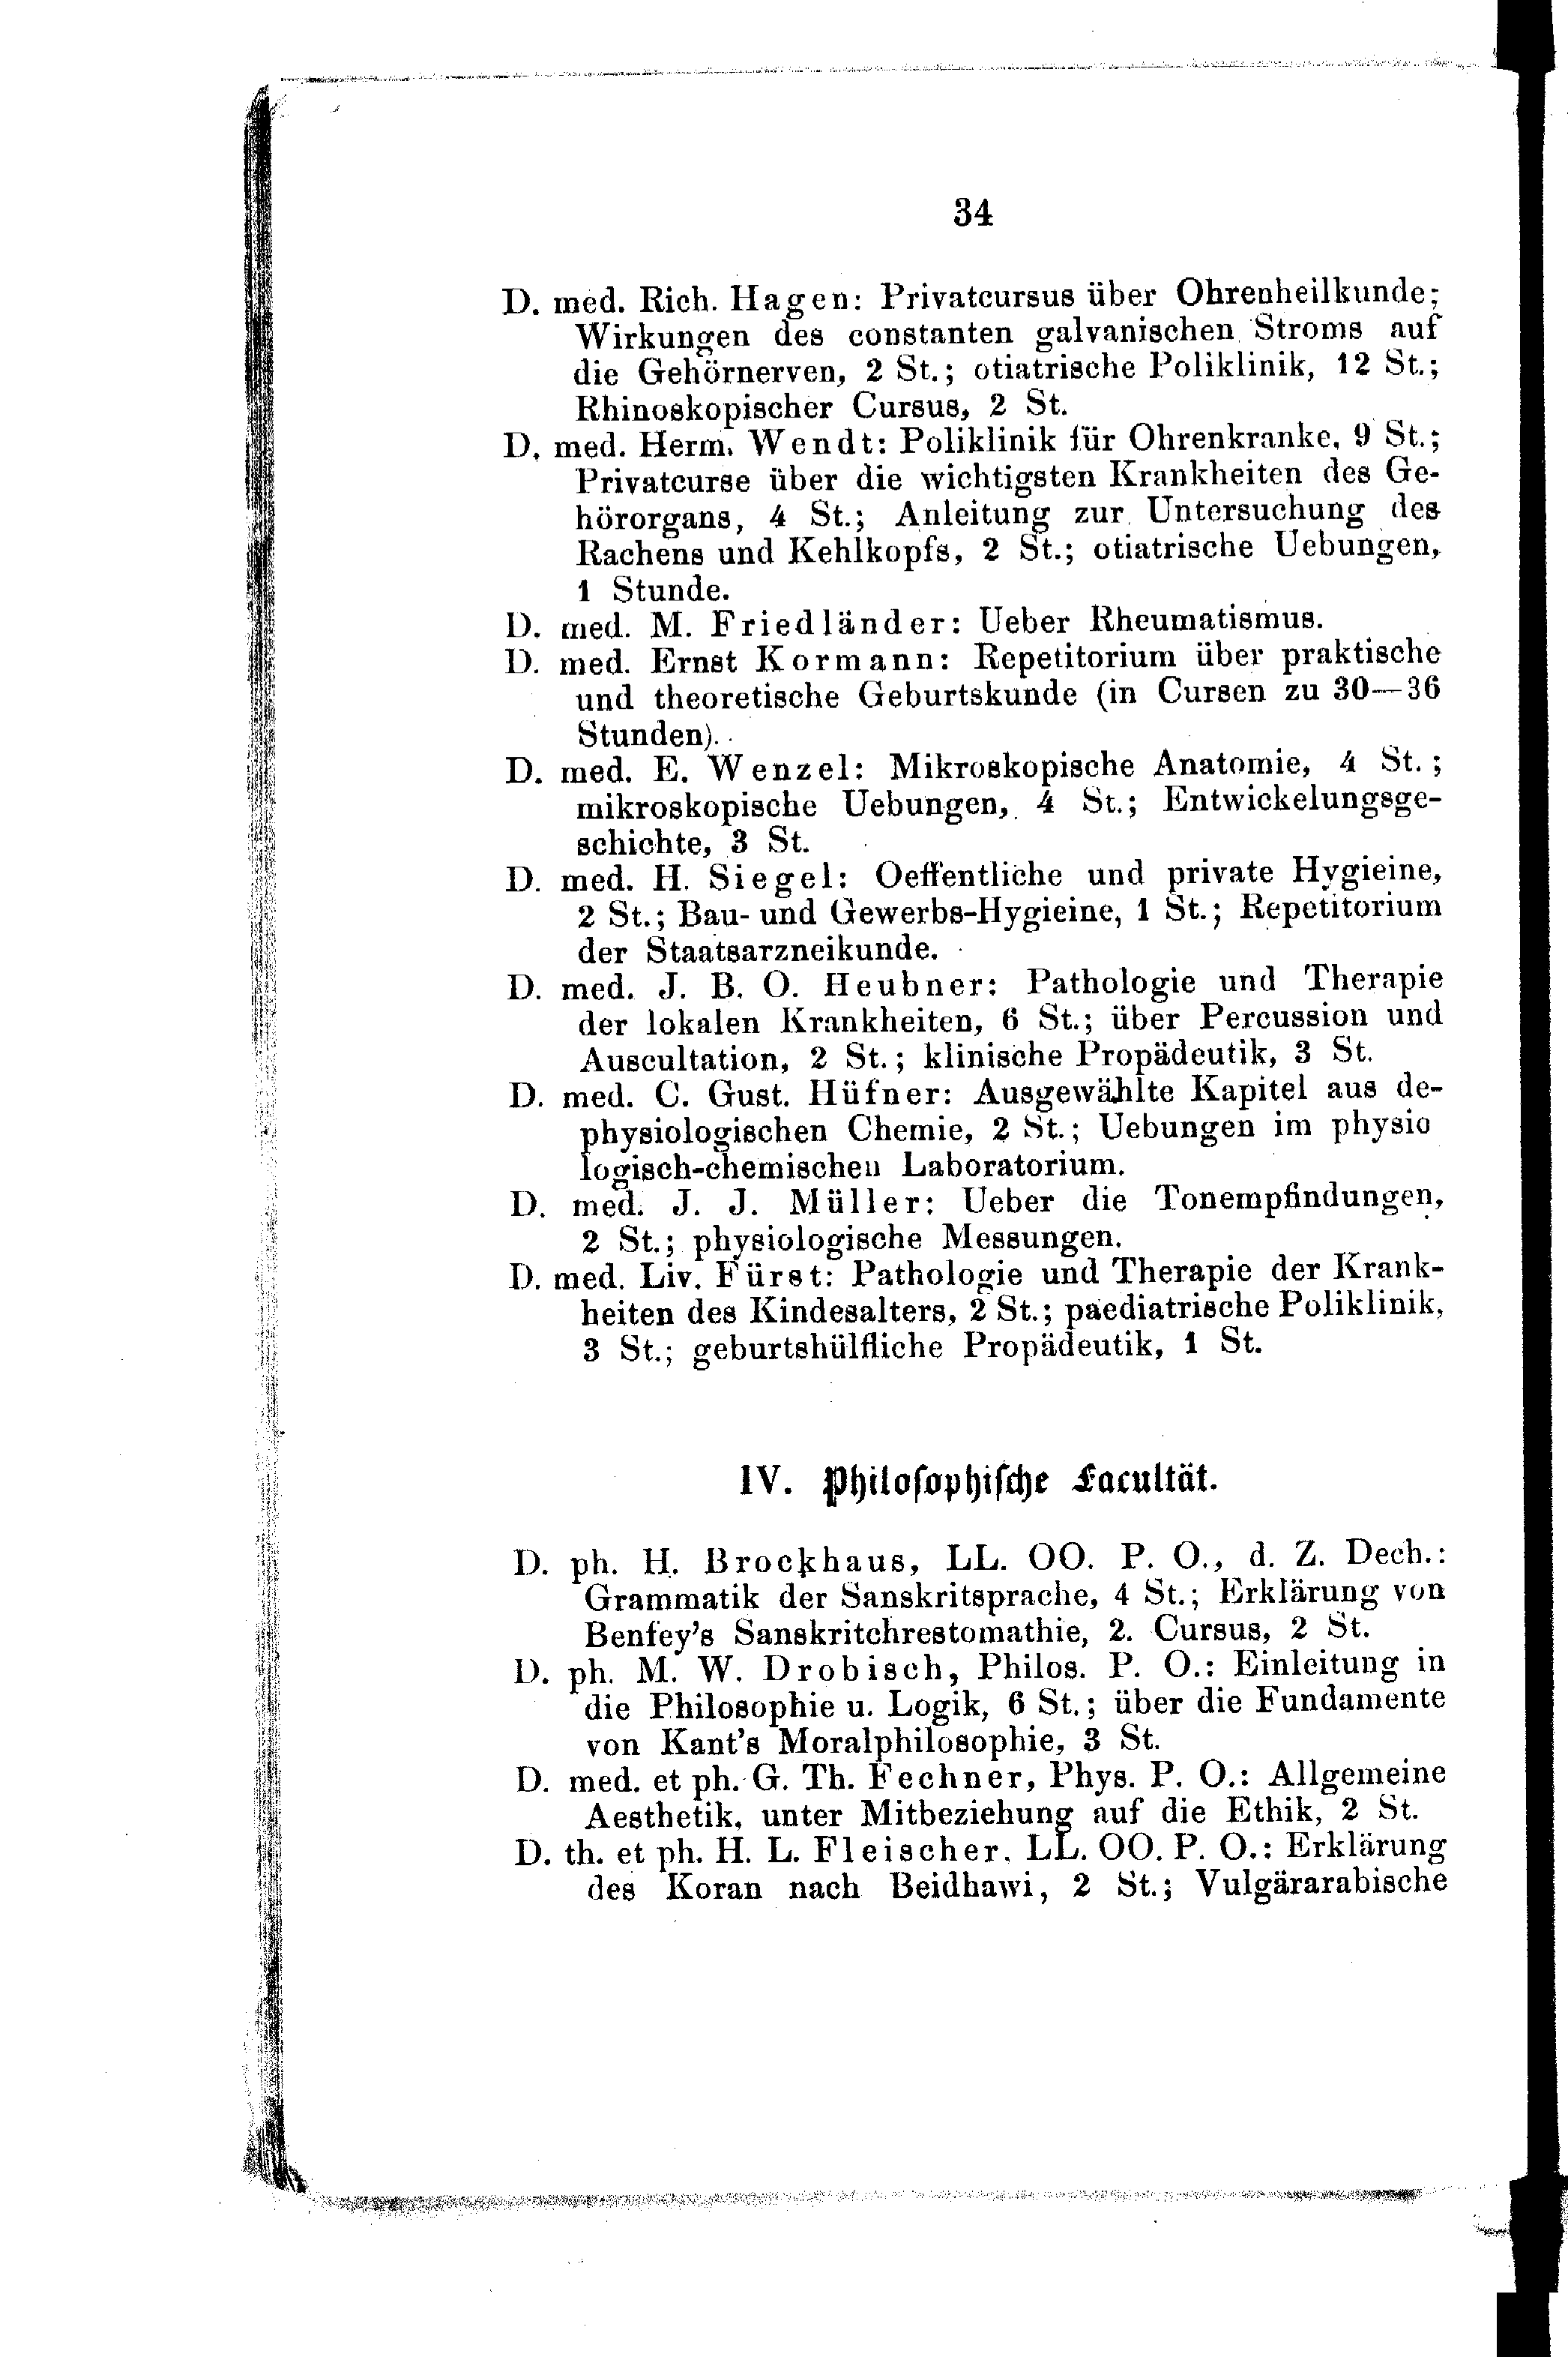 34
D. med. Rich. Hagen: Privatcursus über Ohrenheilkunde;
Wirkungen des constanten galvanischen Stroms auf
die Gehörnerven, 2 St.; otiatrische Poliklinik, 12 St.;
Rhinoskopischer Cursus, 2 St.
D. med. Herm. Wendt: Poliklinik für Ohrenkranke, 9 St.;
Privatcurse über die wichtigsten Krankheiten des Ge-
hörorgans, 4 St.; Anleitung zur Untersuchung des
Rachens und Kehlkopfs, 2 St.; otiatrische Uebungen,
1 Stunde.
D. med. M. Friedländer: Ueber Rheumatismus.
D. med. Ernst Kormann: Repetitorium über praktische
und theoretische Geburtskunde (in Cursen zu 30—36
Stunden).
D. med. E. Wenzel: Mikroskopische Anatomie, 4 St.;
mikroskopische Uebungen, 4 St.; Entwickelungsge-
schichte, 3 St.
D. med. H. Siegel: Oeffentliche und private Hygieine,
2 St.; Bau- und Gewerbs-Hygieine, 1 St.; Repetitorium
der Staatsarzneikunde.
D. med. J. B. O. Heubner: Pathologie und Therapie
der lokalen Krankheiten, 6 St.; über Percussion und
Auscultation, 2 St.; klinische Propädeutik, 3 St.
D. med. C. Gust. Hüfner: Ausgewählte Kapitel aus de-
physiologischen Chemie, 2 St.; Uebungen im physio
logisch-chemischen Laboratorium.
D. med. J. J. Müller: Ueber die Tonempfindungen,
2 St.; physiologische Messungen.
D. med. Liv. Fürst: Pathologie und Therapie der Krank-
heiten des Kindesalters, 2 St.; paediatrische Poliklinik,
3 St.; geburtshülfliche Propädeutik, 1 St.
IV. Philosophische Facultät.
D. ph. H. Brockhaus, LL. OO. P. O., d. Z. Dech.:
Grammatik der Sanskritsprache, 4 St.; Erklärung von
Benfey's Sanskritchrestomathie, 2. Cursus, 2 St.
D. ph. M. W. Drobisch, Philos. P. O.: Einleitung in
die Philosophie u. Logik, 6 St.; über die Fundamente
von Kant's Moralphilosophie, 3 St.
D. med. et ph. G. Th. Fechner, Phys. P. O.: Allgemeine
Aesthetik, unter Mitbeziehung auf die Ethik, 2 St.
D. th. et ph. H. L. Fleischer, LL. OO. P. O.: Erklärung
des Koran nach Beidhawi, 2 St.; Vulgärarabische